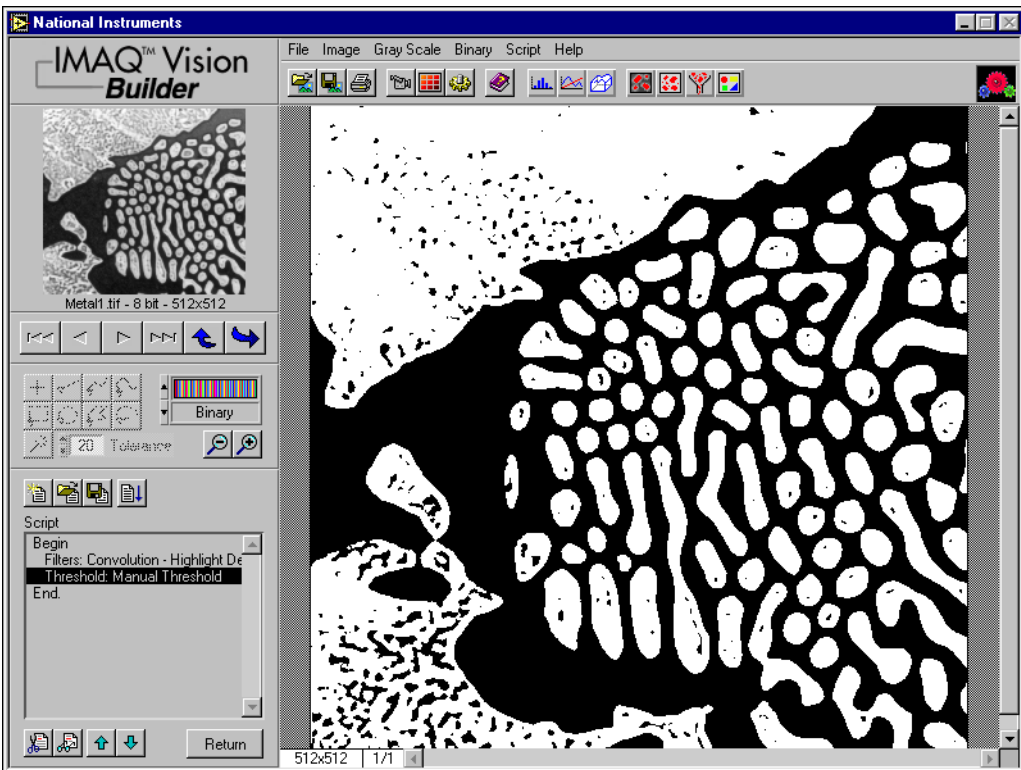 National Instruments
IMAQ™ Vision
Builder
File Image Gray Scale Binary Script Help
Metal1.tif - 8 bit - 512x512
Binary
20 Tolerance
Script
Begin
Filters: Convolution - Highlight De
Threshold: Manual Threshold
End.
Return
512x512 1/1